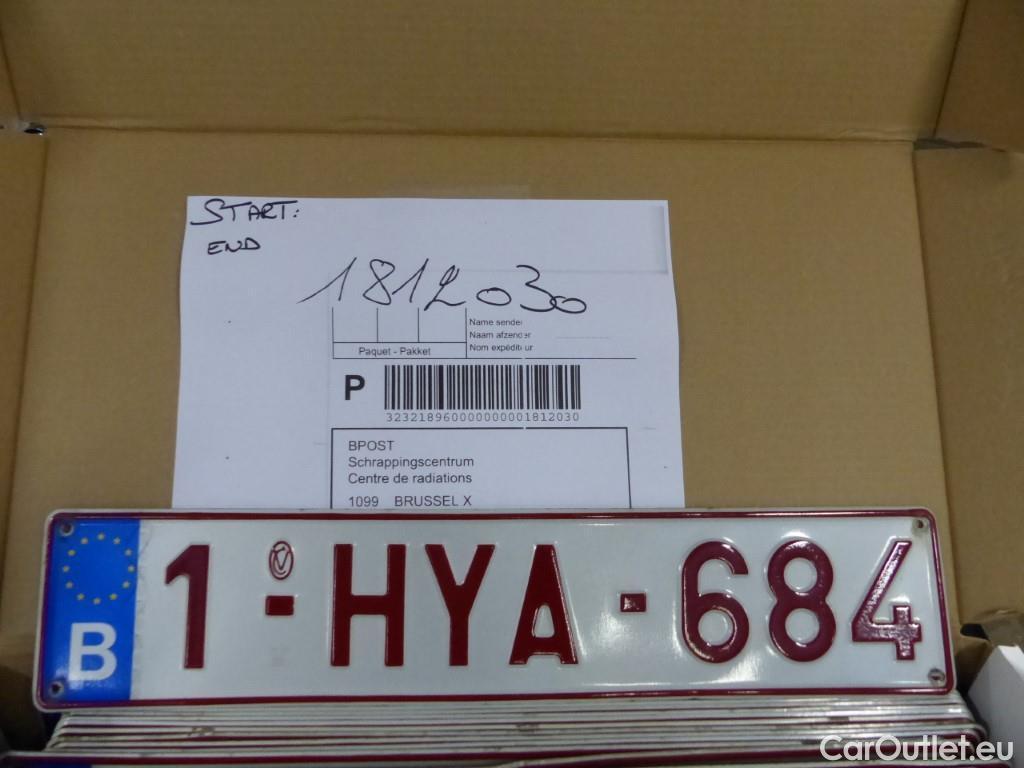 START:
END
1812030
Name sender
Naam afzender
Nom expéditeur
Paquet - Pakket
P
3232189600000000001812030
BPOST
Schrappingscentrum
Centre de radiations
1099 BRUSSEL X
B 1-HYA-684
CarOutlet.eu